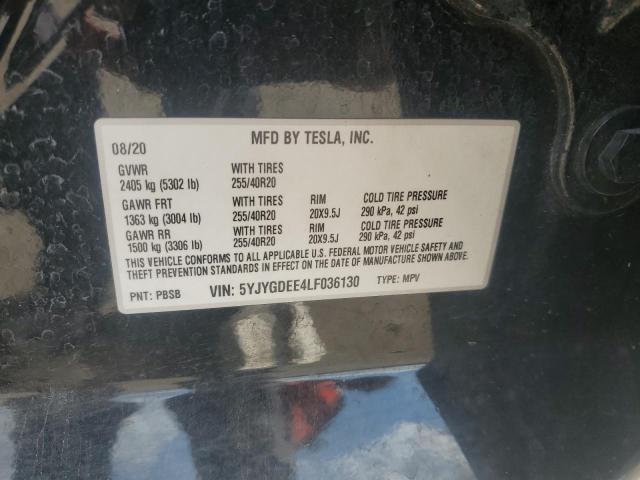 MFD BY TESLA, INC.
08/20
GVWR WITH TIRES
2405 kg (5302 lb) 255/40R20
GAWR FRT WITH TIRES RIM COLD TIRE PRESSURE
1363 kg (3004 lb) 255/40R20 20X9.5J 290 kPa, 42 psi
GAWR RR WITH TIRES RIM COLD TIRE PRESSURE
1500 kg (3306 lb) 255/40R20 20X9.5J 290 kPa, 42 psi
THIS VEHICLE CONFORMS TO ALL APPLICABLE U.S. FEDERAL MOTOR VEHICLE SAFETY AND
THEFT PREVENTION STANDARDS IN EFFECT ON THE DATE OF MANUFACTURE SHOWN ABOVE.
PNT: PBSB VIN: 5YJYGDEE4LF036130 TYPE: MPV